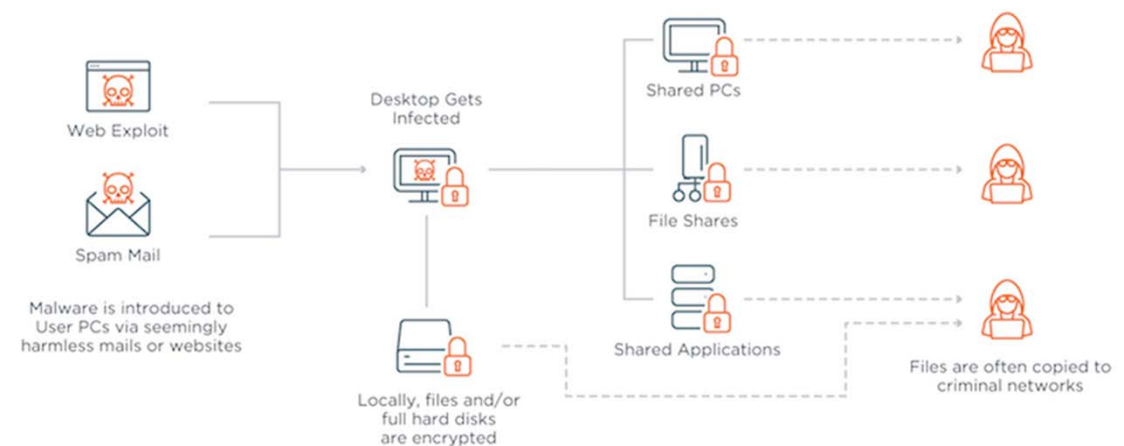 Web Exploit
Spam Mail
Malware is introduced to
User PCs via seemingly
harmless mails or websites
Desktop Gets
Infected
Locally, files and/or
full hard disks
are encrypted
Shared PCs
File Shares
Shared Applications
Files are often copied to
criminal networks